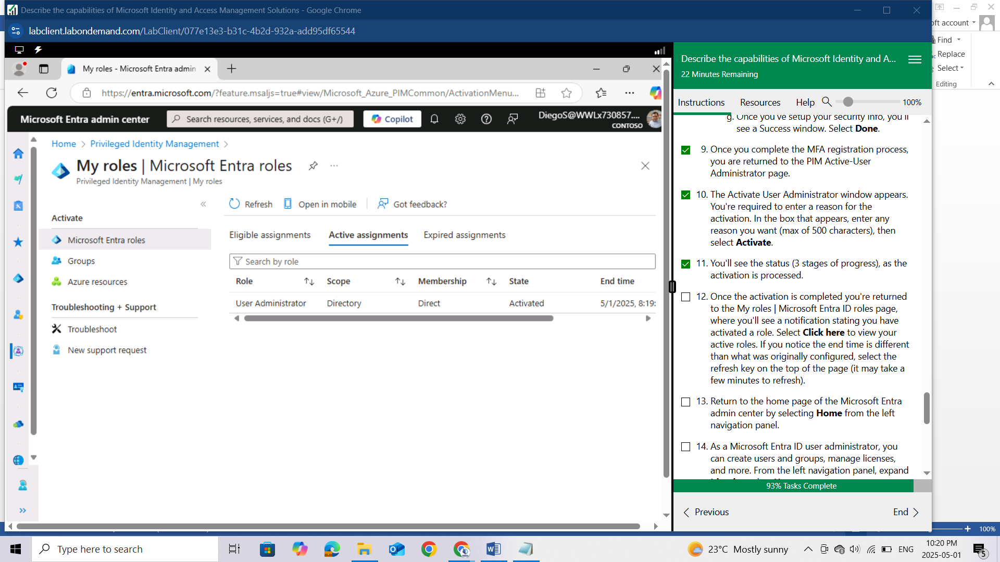 Describe the capabilities of Microsoft Identity and Access Management Solutions - Google Chrome
labclient.labondemand.com/LabClient/077e13e3-b31c-4b2d-932a-add95df65544
My roles - Microsoft Entra admin
https://entra.microsoft.com/?feature.msaljs=true#view/Microsoft_Azure_PIMCommon/ActivationMenu...
Microsoft Entra admin center
Search resources, services, and docs (G+/)
Copilot
DiegoS@WWLx730857....
CONTOSO
Home > Privileged Identity Management >
My roles | Microsoft Entra roles
Privileged Identity Management | My roles
Activate
Microsoft Entra roles
Groups
Azure resources
Troubleshooting + Support
Troubleshoot
New support request
Refresh
Open in mobile
Got feedback?
Eligible assignments
Active assignments
Expired assignments
Search by role
Role Scope Membership State End time
User Administrator Directory Direct Activated 5/1/2025, 8:19:
Describe the capabilities of Microsoft Identity and A...
22 Minutes Remaining
Instructions Resources Help 100%
g. Once you've setup your security info, you'll
see a Success window. Select Done.
9. Once you complete the MFA registration process,
you are returned to the PIM Active-User
Administrator page.
10. The Activate User Administrator window appears.
You're required to enter a reason for the
activation. In the box that appears, enter any
reason you want (max of 500 characters), then
select Activate.
11. You'll see the status (3 stages of progress), as the
activation is processed.
12. Once the activation is completed you're returned
to the My roles | Microsoft Entra ID roles page,
where you'll see a notification stating you have
activated a role. Select Click here to view your
active roles. If you notice the end time is different
than what was originally configured, select the
refresh key on the top of the page (it may take a
few minutes to refresh).
13. Return to the home page of the Microsoft Entra
admin center by selecting Home from the left
navigation panel.
14. As a Microsoft Entra ID user administrator, you
can create users and groups, manage licenses,
and more. From the left navigation panel, expand
93% Tasks Complete
Previous
End
account
Find
Replace
Select
Editing
100%
Type here to search
23°C Mostly sunny
ENG
10:20 PM
2025-05-01
5